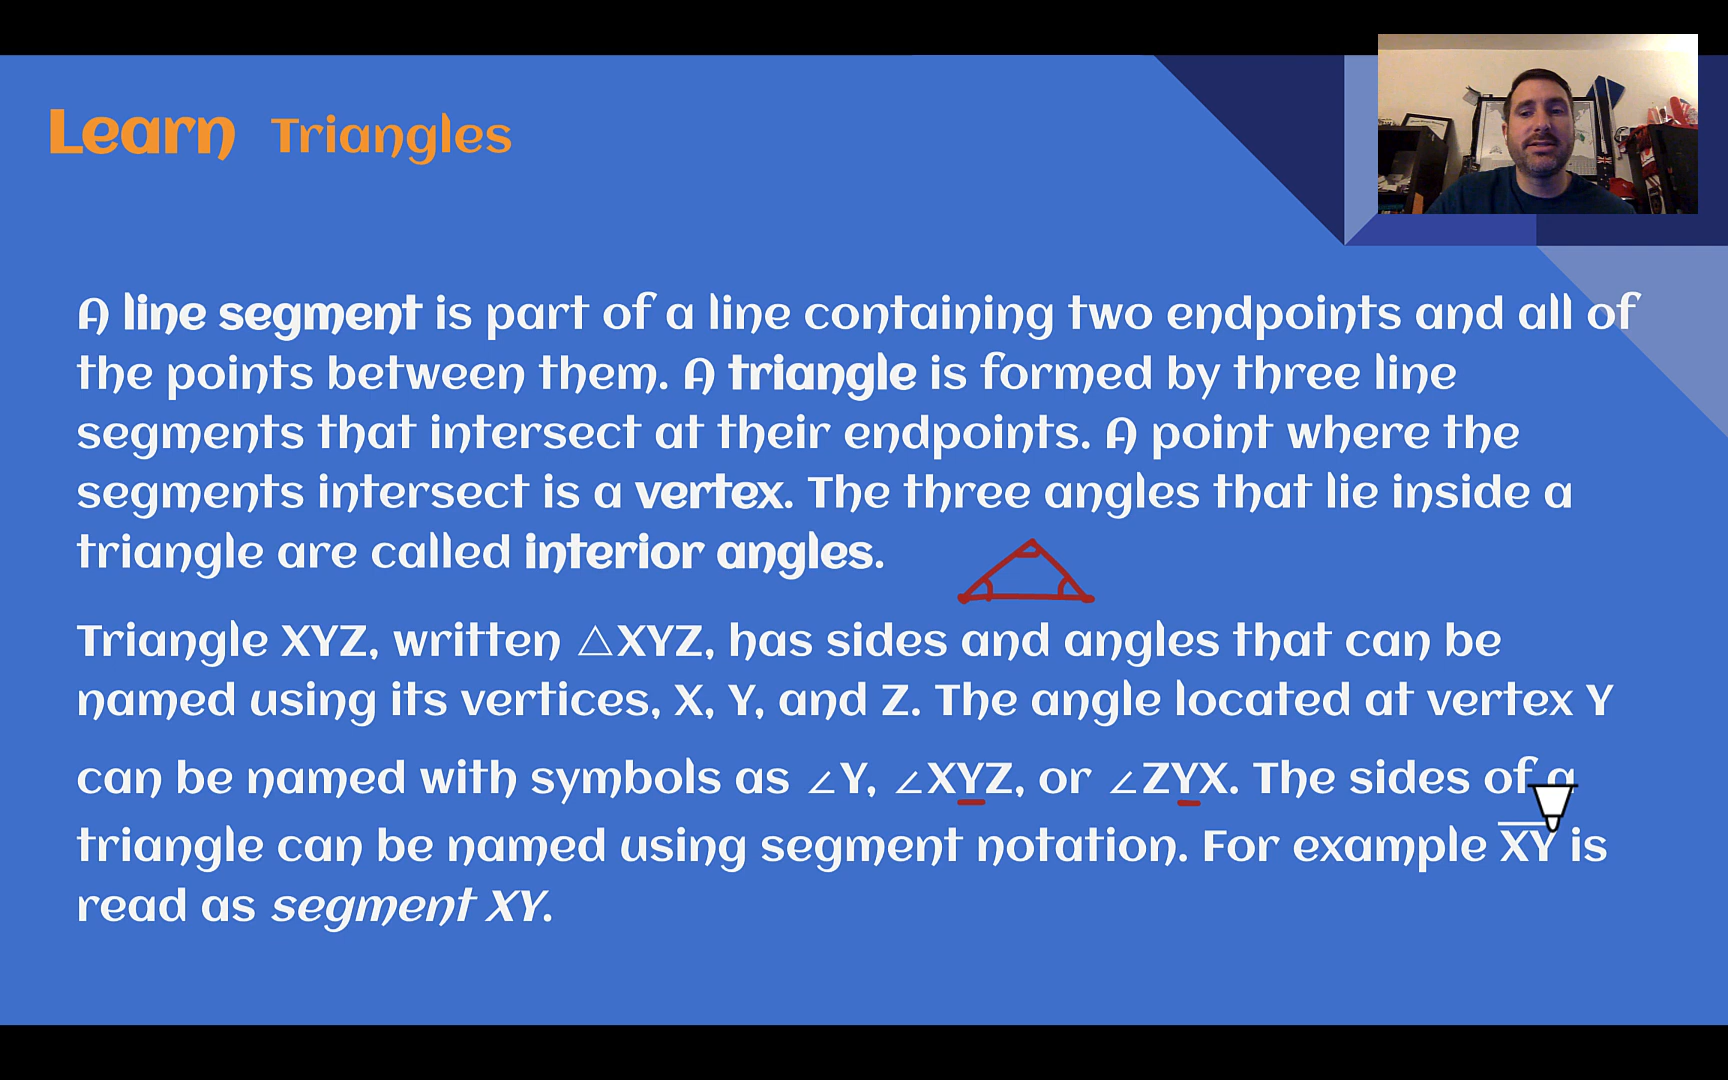 Learn Triangles
A line segment is part of a line containing two endpoints and all of
the points between them. A triangle is formed by three line
segments that intersect at their endpoints. A point where the
segments intersect is a vertex. The three angles that lie inside a
triangle are called interior angles.
Triangle XYZ, written △XYZ, has sides and angles that can be
named using its vertices, X, Y, and Z. The angle located at vertex Y
can be named with symbols as ∠Y, ∠XYZ, or ∠ZYX. The sides of a
triangle can be named using segment notation. For example X̅Y̅ is
read as segment XY.